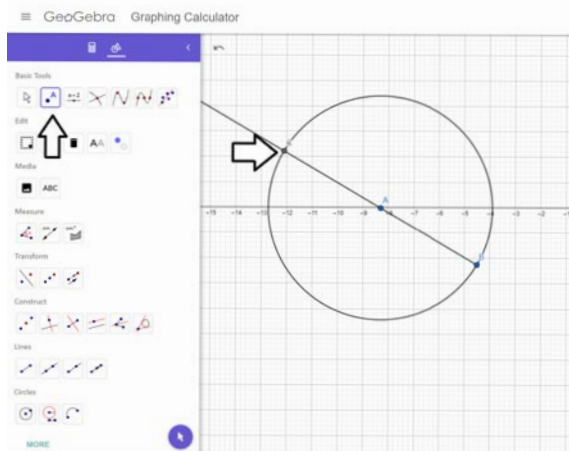 GeoGebra Graphing Calculator
Basic Tools
A
a=2
Edit
AA
Media
ABC
Measure
Transform
Construct
Lines
Circles
MORE
A
B
-15 -14 -13 -12 -11 -10 -9 -8 -7 -6 -5 -4 -3 -2 -1